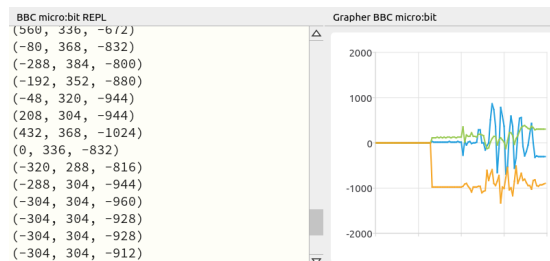 BBC micro:bit REPL
(560, 336, -672)
(-80, 368, -832)
(-288, 384, -800)
(-192, 352, -880)
(-48, 320, -944)
(208, 304, -944)
(432, 368, -1024)
(0, 336, -832)
(-320, 288, -816)
(-288, 304, -944)
(-304, 304, -960)
(-304, 304, -928)
(-304, 304, -928)
(-304, 304, -912)
Grapher BBC micro:bit
2000
1000
0
-1000
-2000